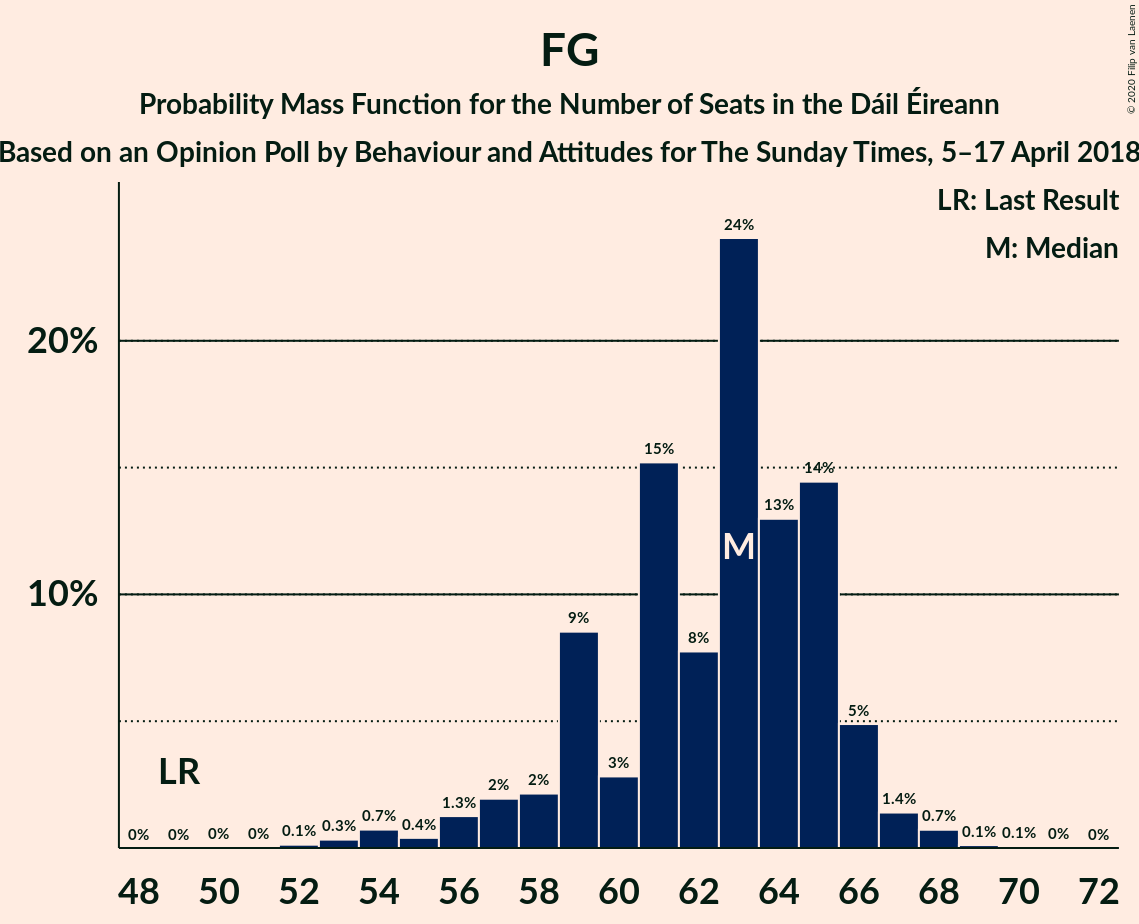 © 2020 Filip van Laenen
FG
Probability Mass Function for the Number of Seats in the Dáil Éireann
Based on an Opinion Poll by Behaviour and Attitudes for The Sunday Times, 5–17 April 2018
LR: Last Result
M: Median
20%
10%
LR
M
0% 0% 0% 0% 0.1% 0.3% 0.7% 0.4% 1.3% 2% 2% 9% 3% 15% 8% 24% 13% 14% 5% 1.4% 0.7% 0.1% 0.1% 0% 0%
48 50 52 54 56 58 60 62 64 66 68 70 72